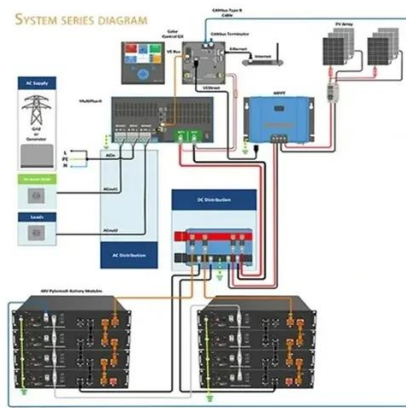 SYSTEM SERIES DIAGRAM
CANbus Type B
Cable
Color
Control GX
CANbus Terminator
PV Array
VE Bus
Ethernet
Internet
AC Supply
VE Direct
MPPT
MultiPlus-II
Grid
or
Generator
L
PE
N
ACin
ACout1
Loads
ACout2
DC Distribution
AC Distribution
48V Pylontech Battery Modules